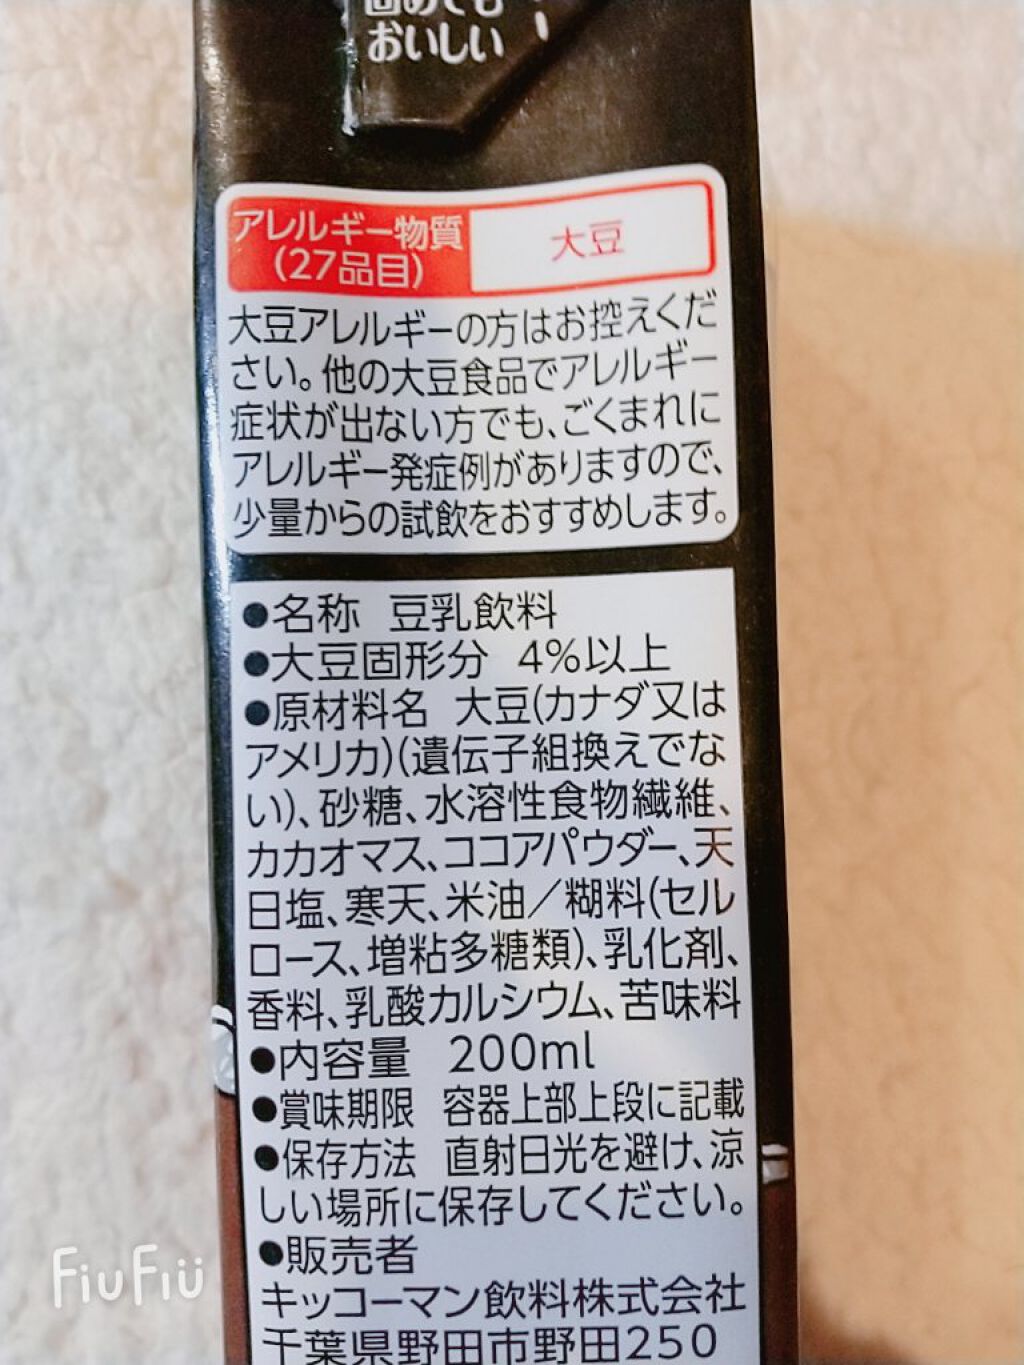 固めても
おいしい!
アレルギー物質
(27品目)
大豆
大豆アレルギーの方はお控えくだ
さい。他の大豆食品でアレルギー
症状が出ない方でも、ごくまれに
アレルギー発症例がありますので、
少量からの試飲をおすすめします。
●名称 豆乳飲料
●大豆固形分 4%以上
●原材料名 大豆(カナダ又は
アメリカ)(遺伝子組換えでな
い)、砂糖、水溶性食物繊維、
カカオマス、ココアパウダー、天
日塩、寒天、米油/糊料(セル
ロース、増粘多糖類)、乳化剤、
香料、乳酸カルシウム、苦味料
●内容量 200ml
●賞味期限 容器上部上段に記載
●保存方法 直射日光を避け、涼
しい場所に保存してください。
●販売者
キッコーマン飲料株式会社
千葉県野田市野田250
FiuFiü